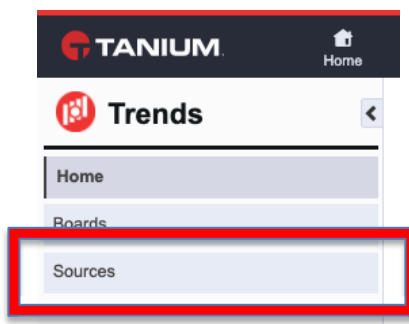 TANIUM.
Home
Trends
Home
Boards
Sources